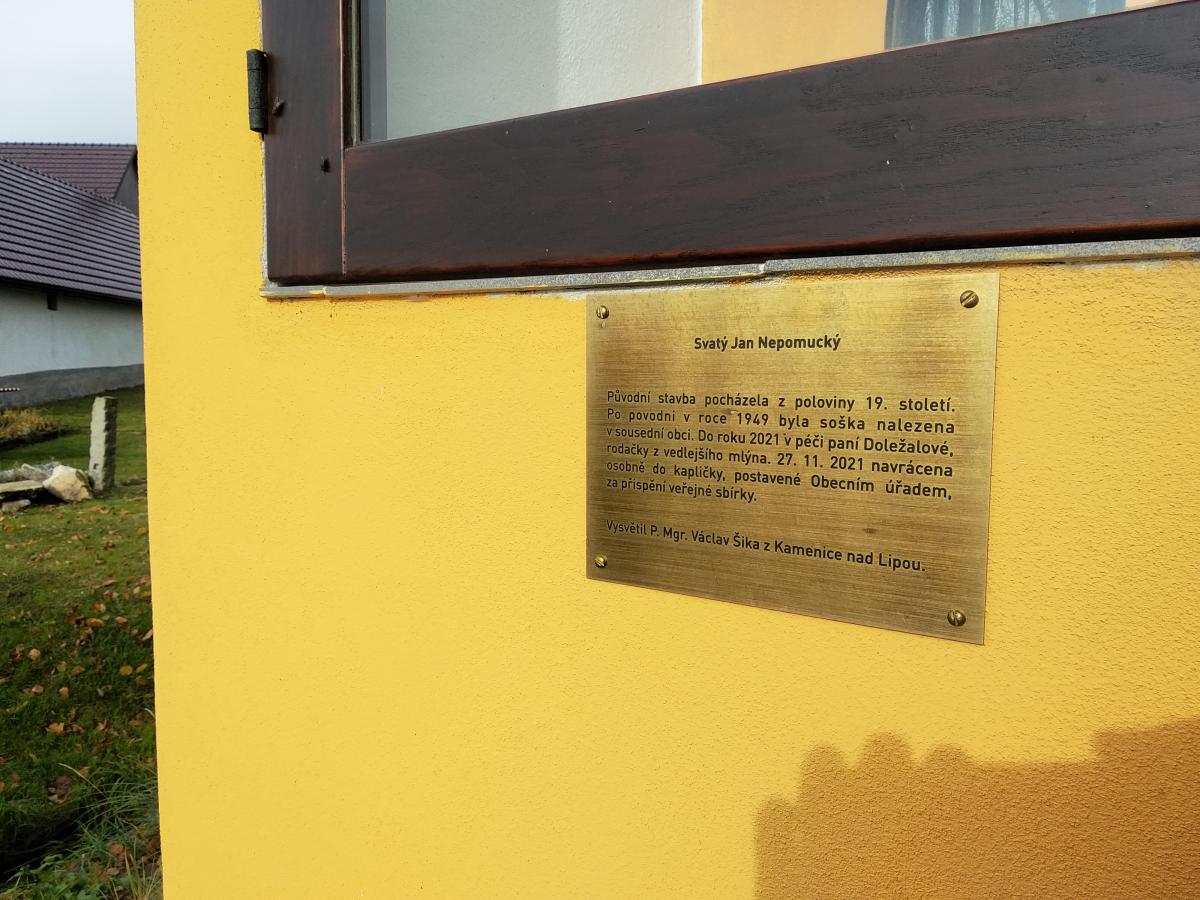 Svatý Jan Nepomucký
Původní stavba pocházela z poloviny 19. století.
Po povodni v roce 1949 byla soška nalezena
v sousední obci. Do roku 2021 v péči paní Doležalové,
rodačky z vedlejšího mlýna. 27. 11. 2021 navrácena
osobně do kapličky, postavené Obecním úřadem,
za přispění veřejné sbírky.
Vysvětil P. Mgr. Václav Šika z Kamenice nad Lipou.